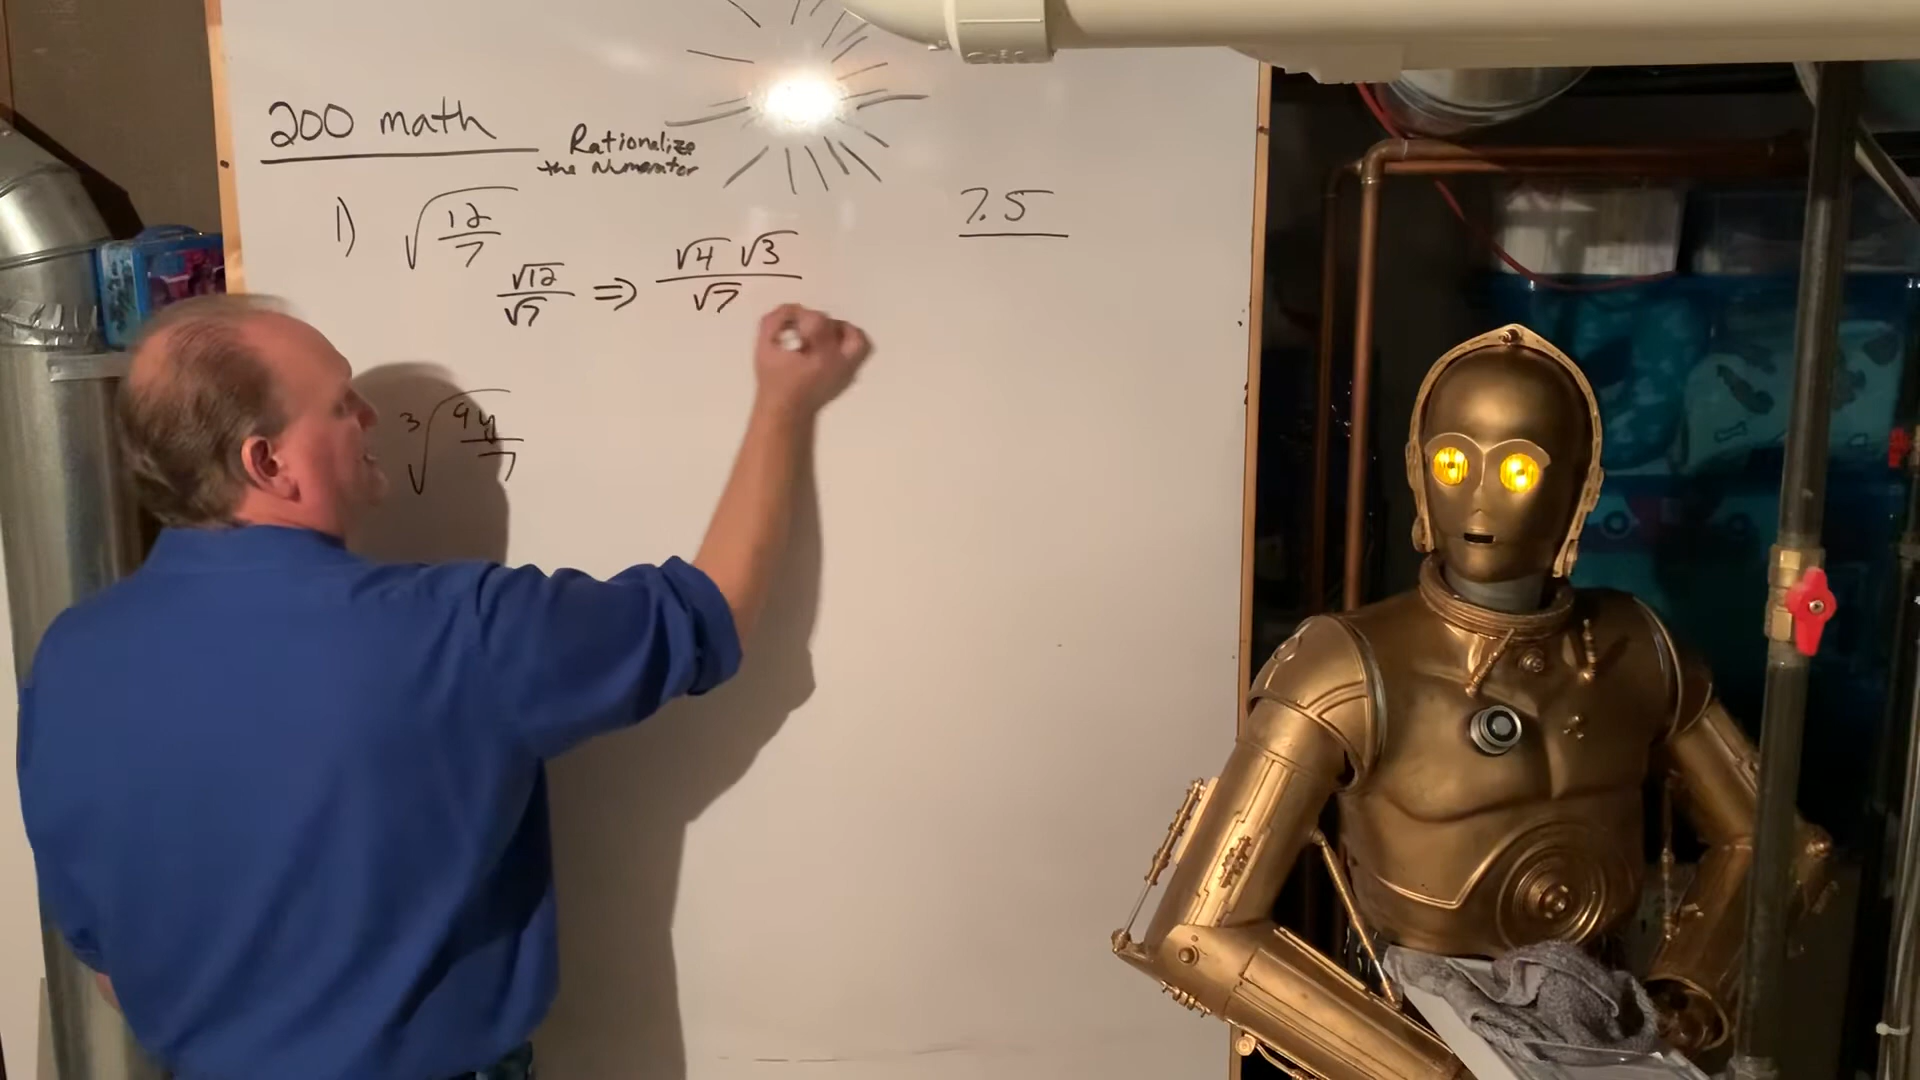 200 math
Rationalize
the Numerator
7.5
1) √(12/7)
√12/√7 ⇒ √4 √3/√7
∛(9y/7)